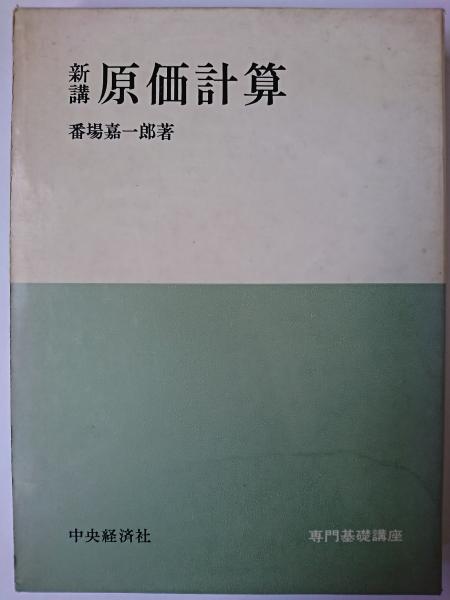 新講 原価計算
番場嘉一郎著
中央経済社
専門基礎講座